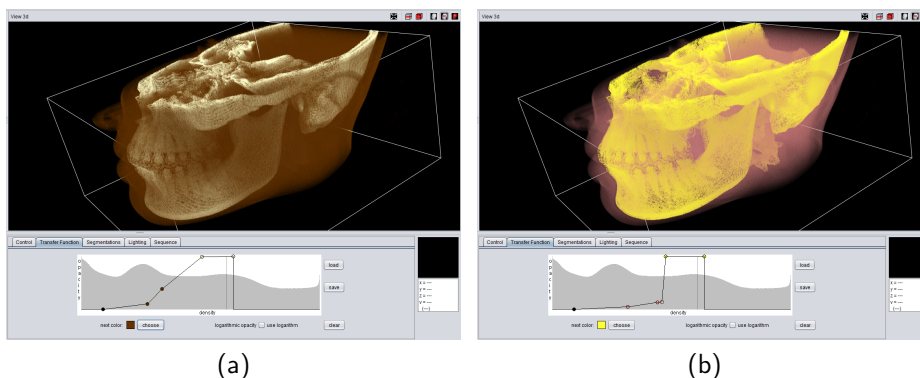 View 3d
Control Transfer Function Segmentations Lighting Sequence
opacity
density
load
save
next color: choose
logarithmic opacity use logarithm
clear
x = ---
y = ---
z = ---
v = ---
(---)
(a)
View 3d
Control Transfer Function Segmentations Lighting Sequence
opacity
density
load
save
next color: choose
logarithmic opacity use logarithm
clear
x = ---
y = ---
z = ---
v = ---
(---)
(b)